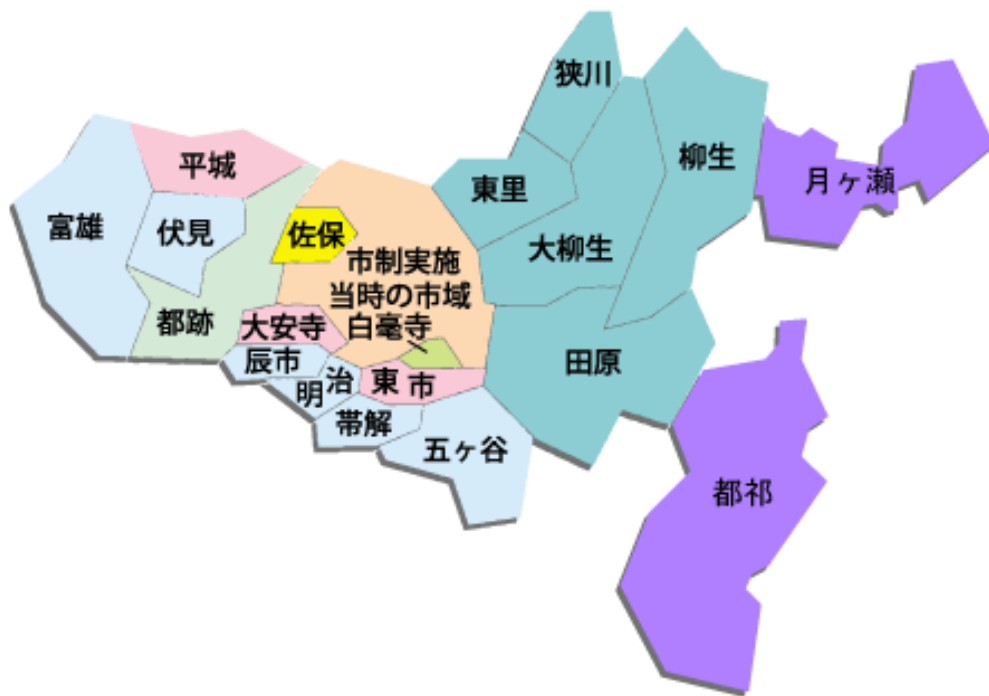 狭川
柳生
平城
月ヶ瀬
東里
富雄
伏見
佐保
大柳生
市制実施
当時の市域
白毫寺
都跡
大安寺
辰市
田原
明治
東市
帯解
五ヶ谷
都祁